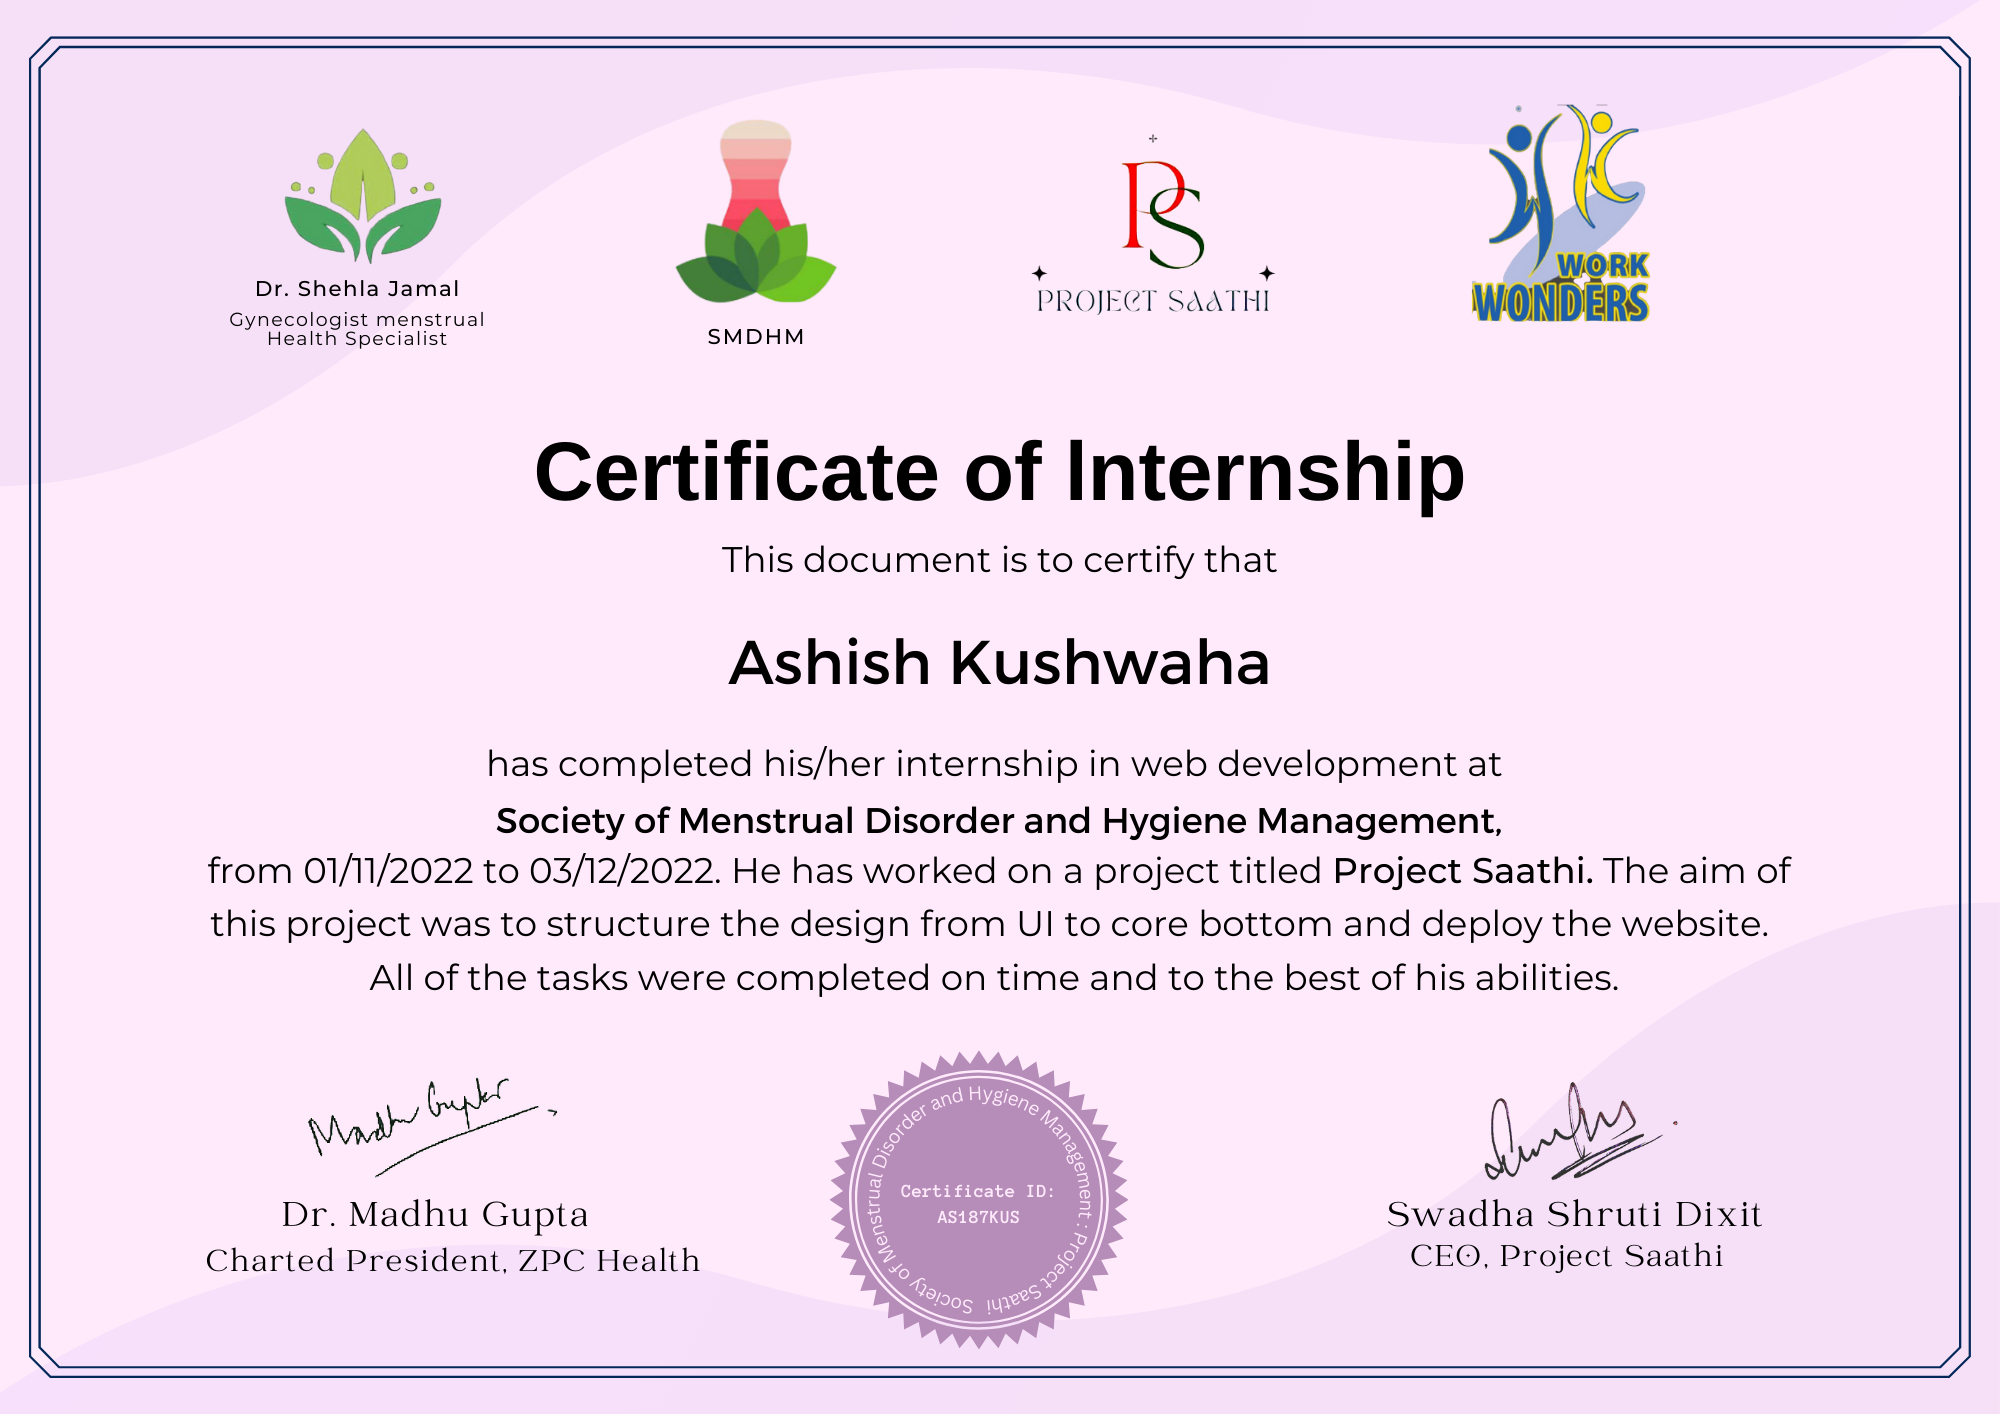 Dr. Shehla Jamal
Gynecologist menstrual
Health Specialist
SMDHM
PS
PROJECT SAATHI
WORK
WONDERS
Certificate of Internship
This document is to certify that
Ashish Kushwaha
has completed his/her internship in web development at
Society of Menstrual Disorder and Hygiene Management,
from 01/11/2022 to 03/12/2022. He has worked on a project titled Project Saathi. The aim of
this project was to structure the design from UI to core bottom and deploy the website.
All of the tasks were completed on time and to the best of his abilities.
Madhu Gupta
Dr. Madhu Gupta
Charted President, ZPC Health
Society of Menstrual Disorder and Hygiene Management : Project Saathi
Certificate ID:
AS187KUS
Swadha Shruti Dixit
CEO, Project Saathi